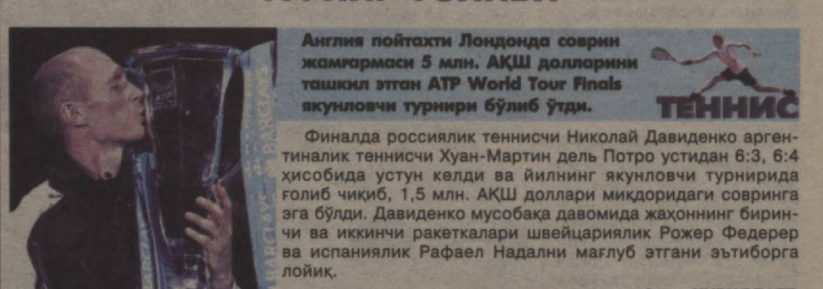 Англия пойтахти Лондонда соврин
жамғармаси 5 млн. АҚШ долларини
ташкил этган ATP World Tour Finals
якунловчи турнири бўлиб ўтди.
ТЕННИС
Финалда россиялик теннисчи Николай Давиденко арген-
тиналик теннисчи Хуан-Мартин дель Потро устидан 6:3, 6:4
ҳисобида устун келди ва йилнинг якунловчи турнирида
ғолиб чиқиб, 1,5 млн. АҚШ доллари миқдоридаги совринга
эга бўлди. Давиденко мусобақа давомида жаҳоннинг бирин-
чи ва иккинчи ракеткалари швейцариялик Рожер Федерер
ва испаниялик Рафаел Надални мағлуб этгани эътиборга
лойиқ.
BARCLAYS
BARCLAYS